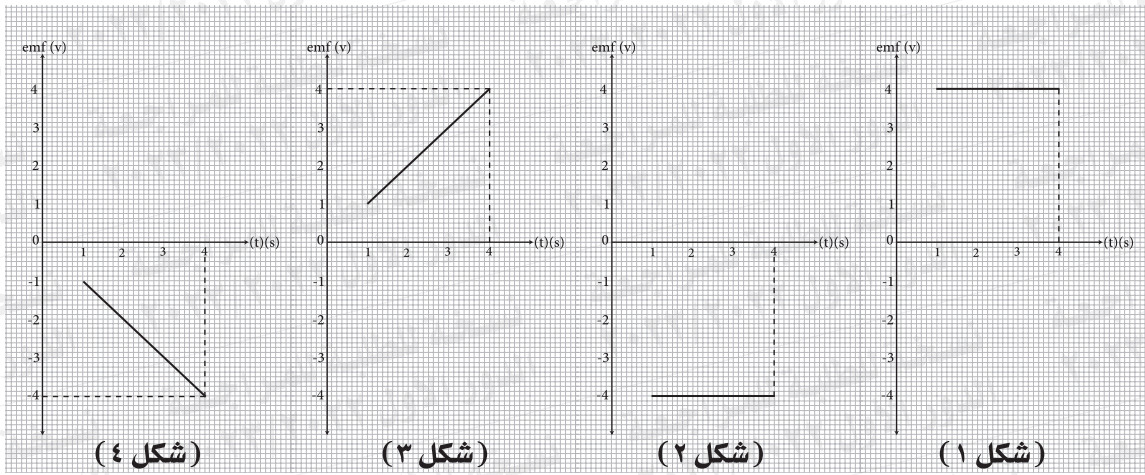 emf (v) emf (v) emf (v) emf (v)
4 4 4 4
3 3 3 3
2 2 2 2
1 1 1 1
0 1 2 3 4 (t)(s) 0 1 2 3 4 (t)(s) 0 1 2 3 4 (t)(s) 0 1 2 3 4 (t)(s)
-1 -1 -1 -1
-2 -2 -2 -2
-3 -3 -3 -3
-4 -4 -4 -4
(شكل ١) (شكل ٢) (شكل ٣) (شكل ٤)